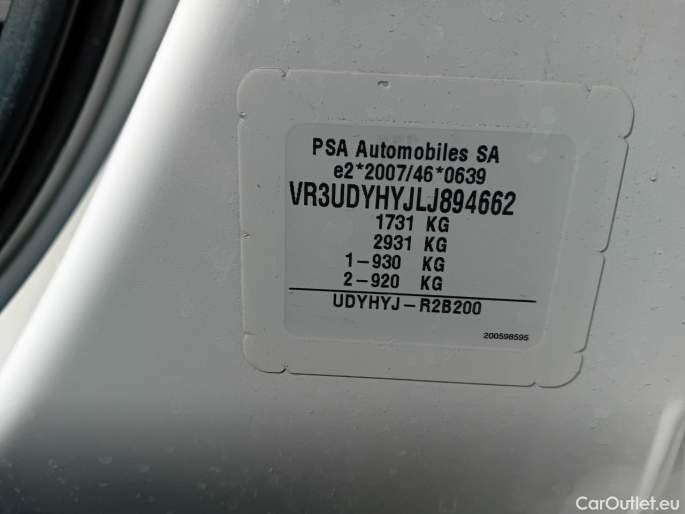 PSA Automobiles SA
e2*2007/46*0639
VR3UDYHYJLJ894662
1731 KG
2931 KG
1-930 KG
2-920 KG
UDYHYJ-R2B200
200598595
CarOutlet.eu